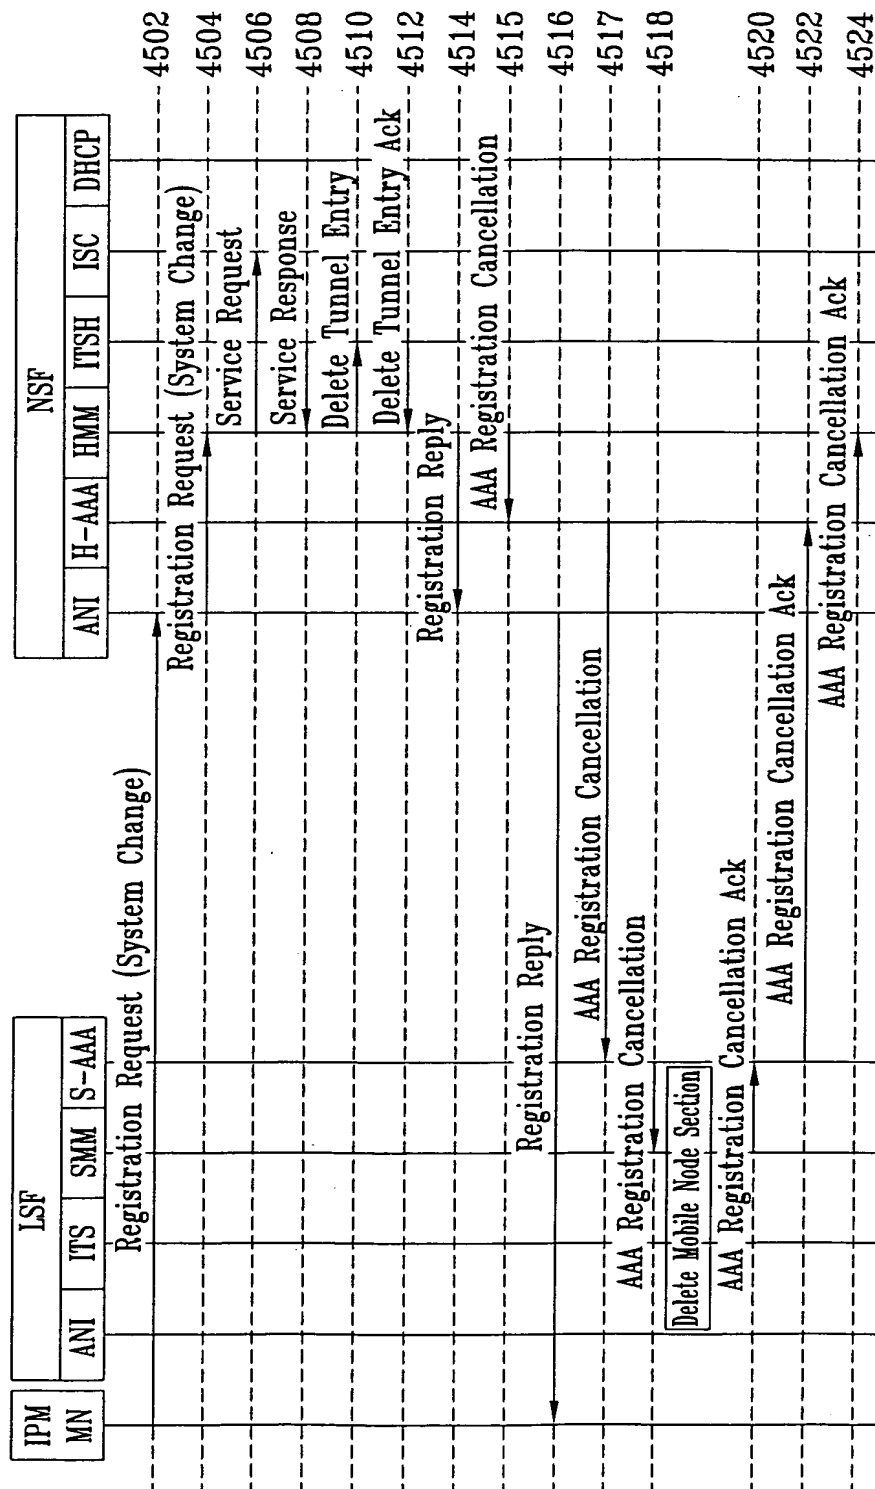 IPM
MN
LSF
ANI
ITS
SMM
S-AAA
NSF
ANI
H-AAA
HMM
ITSH
ISC
DHCP
Registration Request (System Change)
4502
Registration Request (System Change)
4504
Service Request
4506
Service Response
4508
Delete Tunnel Entry
4510
Delete Tunnel Entry Ack
4512
Registration Reply
4514
AAA Registration Cancellation
4515
Registration Reply
4516
AAA Registration Cancellation
4517
AAA Registration Cancellation
4518
Delete Mobile Node Section
AAA Registration Cancellation Ack
4520
AAA Registration Cancellation Ack
4522
AAA Registration Cancellation Ack
4524